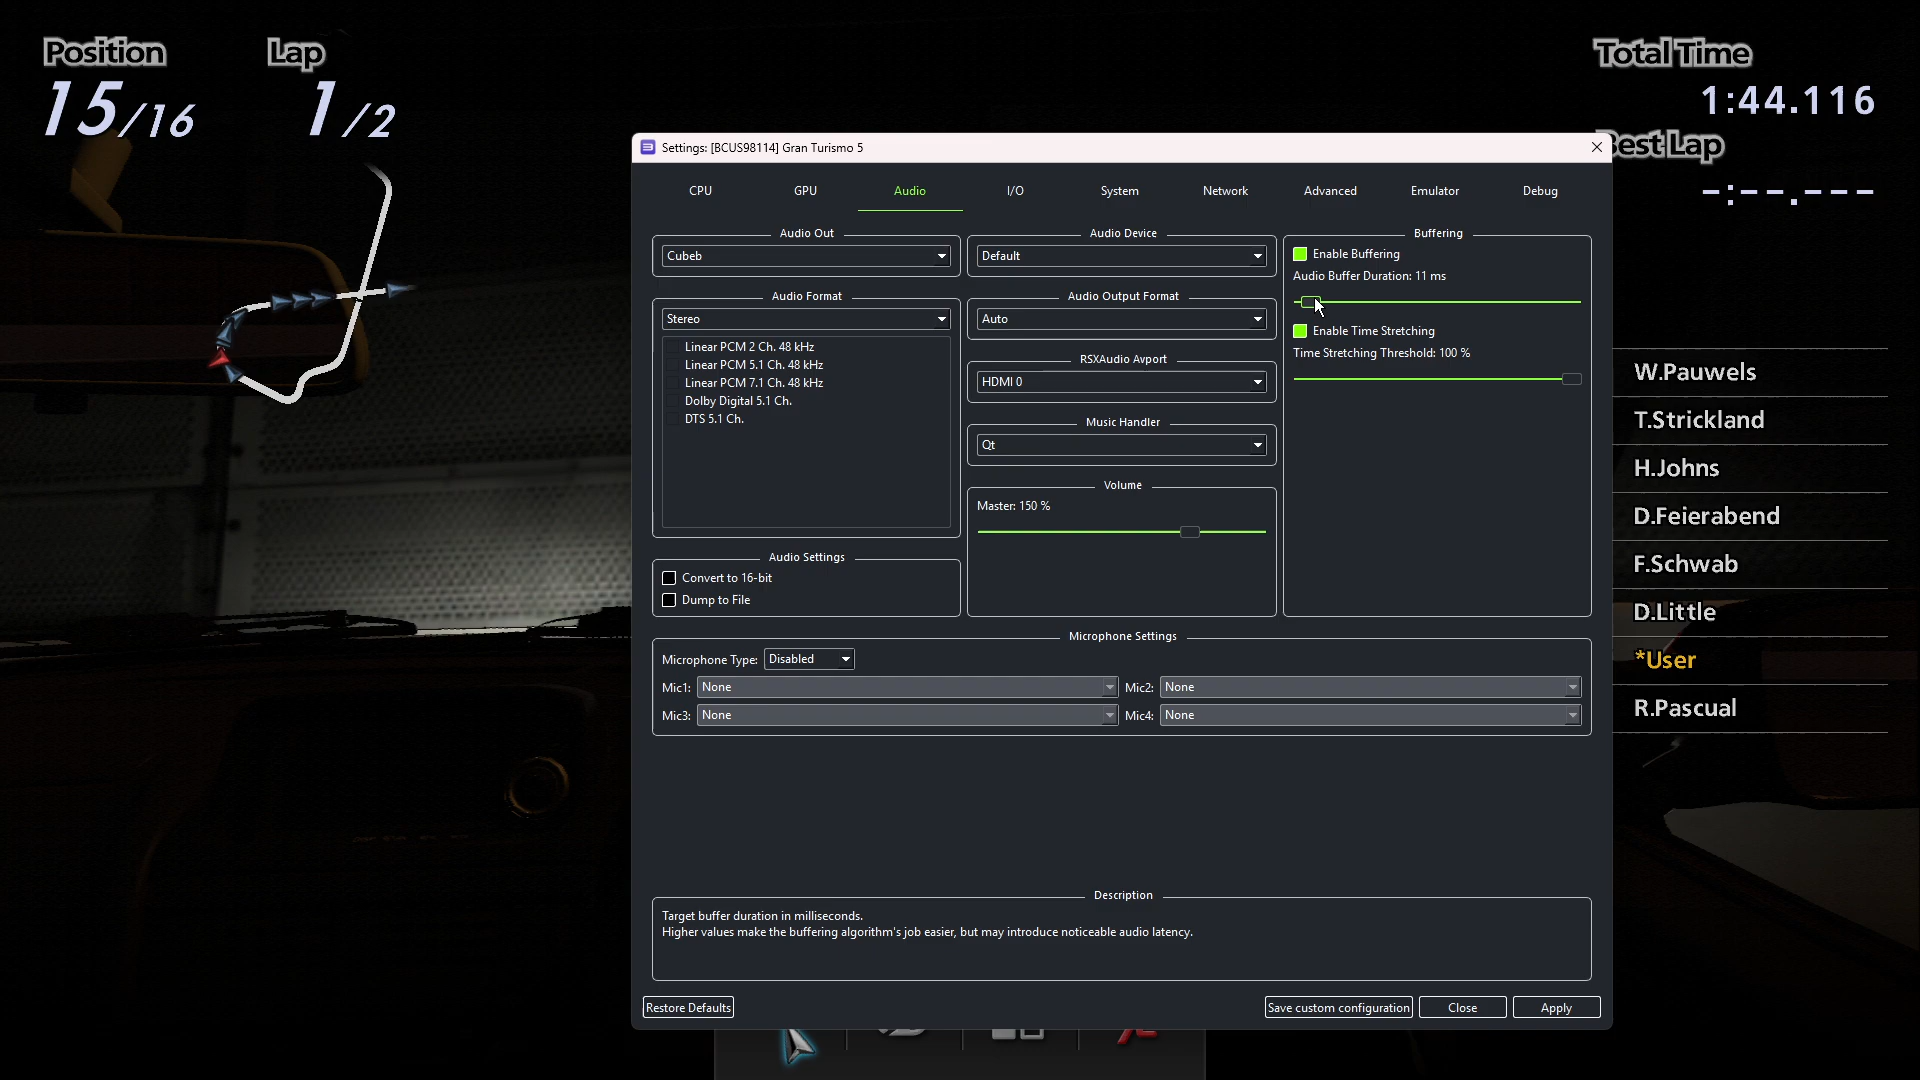 Position
Lap
15/16
1/2
Total Time
1:44.116
Best Lap
-:--.---
Settings: [BCUS98114] Gran Turismo 5
CPU
GPU
Audio
I/O
System
Network
Advanced
Emulator
Debug
Audio Out
Cubeb
Audio Format
Stereo
Linear PCM 2 Ch. 48 kHz
Linear PCM 5.1 Ch. 48 kHz
Linear PCM 7.1 Ch. 48 kHz
Dolby Digital 5.1 Ch.
DTS 5.1 Ch.
Audio Settings
Convert to 16-bit
Dump to File
Audio Device
Default
Audio Output Format
Auto
RSXAudio Avport
HDMI 0
Music Handler
Qt
Volume
Master: 150 %
Buffering
Enable Buffering
Audio Buffer Duration: 11 ms
Enable Time Stretching
Time Stretching Threshold: 100 %
Microphone Settings
Microphone Type: Disabled
Mic1: None
Mic2: None
Mic3: None
Mic4: None
Description
Target buffer duration in milliseconds.
Higher values make the buffering algorithm's job easier, but may introduce noticeable audio latency.
Restore Defaults
Save custom configuration
Close
Apply
W.Pauwels
T.Strickland
H.Johns
D.Feierabend
F.Schwab
D.Little
*User
R.Pascual